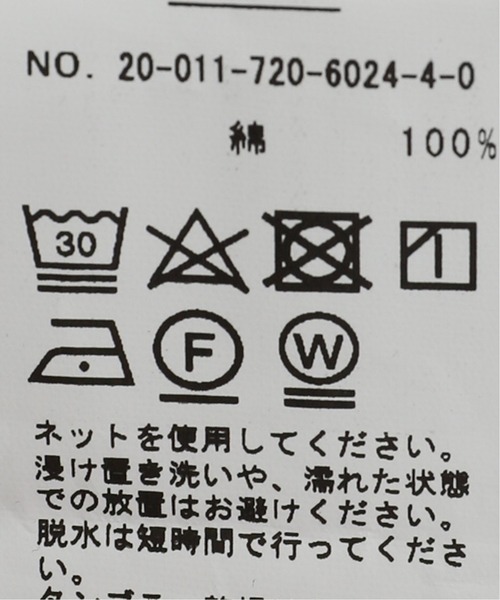 NO. 20-011-720-6024-4-0
綿 100%
30
F W
ネットを使用してください。
浸け置き洗いや、濡れた状態
での放置はお避けください。
脱水は短時間で行ってくださ
い。